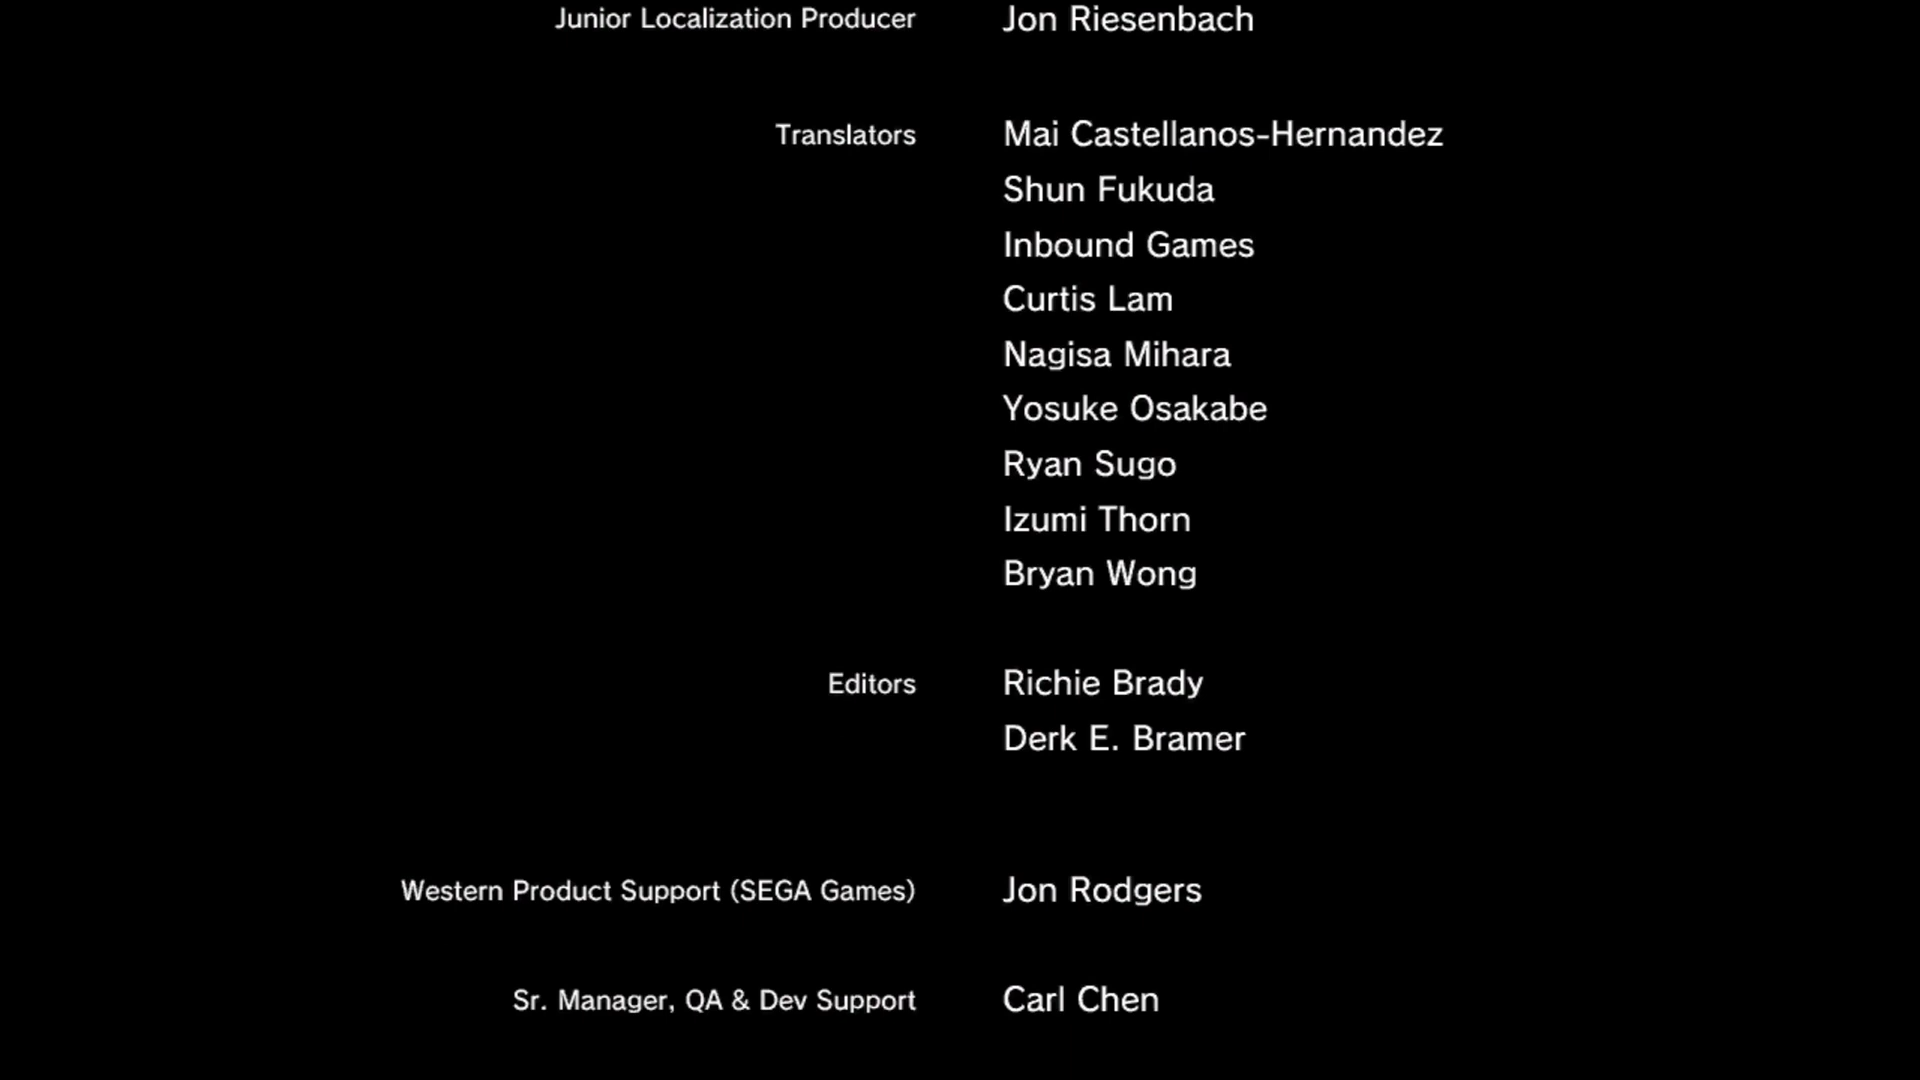 Junior Localization Producer Jon Riesenbach
Translators Mai Castellanos-Hernandez
Shun Fukuda
Inbound Games
Curtis Lam
Nagisa Mihara
Yosuke Osakabe
Ryan Sugo
Izumi Thorn
Bryan Wong
Editors Richie Brady
Derk E. Bramer
Western Product Support (SEGA Games) Jon Rodgers
Sr. Manager, QA & Dev Support Carl Chen